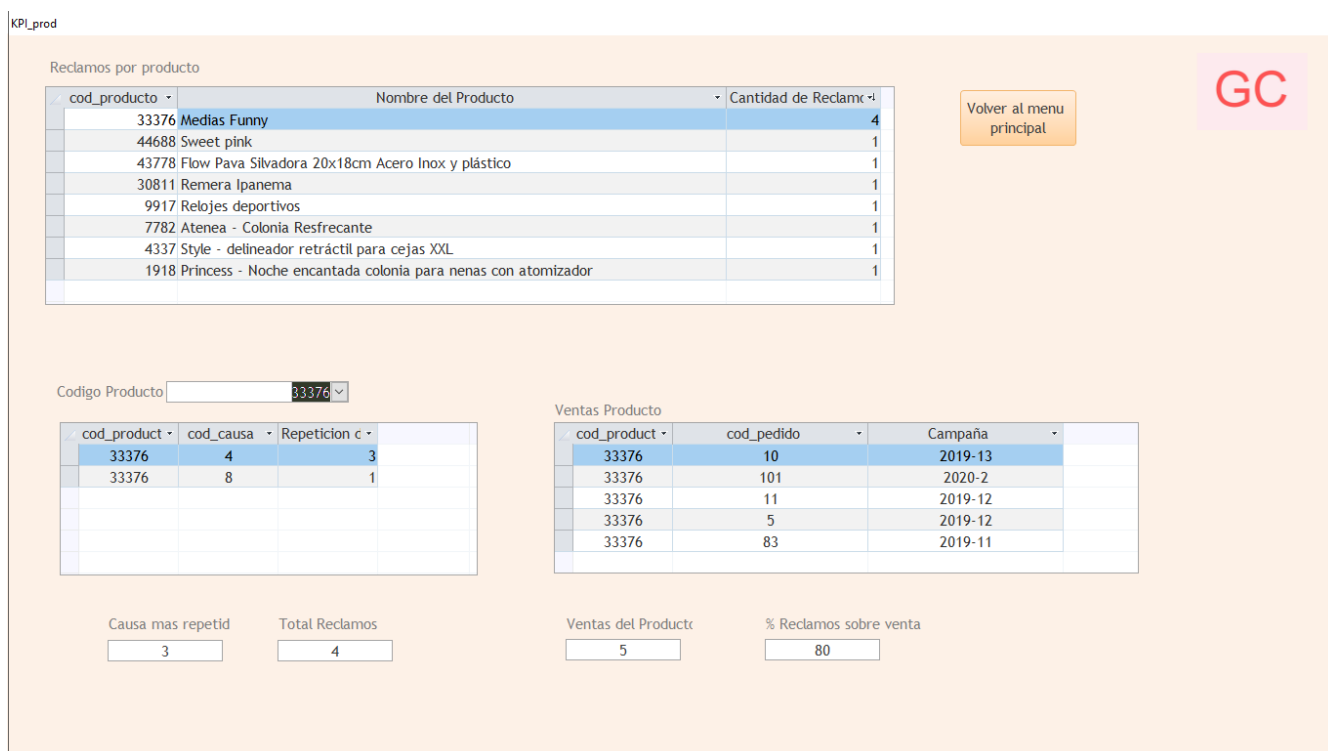 KPI_prod
Reclamos por producto
GC
Volver al menu
principal
cod_producto Nombre del Producto Cantidad de Reclamc
33376 Medias Funny 4
44688 Sweet pink 1
43778 Flow Pava Silvadora 20x18cm Acero Inox y plástico 1
30811 Remera Ipanema 1
9917 Relojes deportivos 1
7782 Atenea - Colonia Resfrecante 1
4337 Style - delineador retráctil para cejas XXL 1
1918 Princess - Noche encantada colonia para nenas con atomizador 1
Codigo Producto 33376
cod_product cod_causa Repeticion c
33376 4 3
33376 8 1
Ventas Producto
cod_product cod_pedido Campaña
33376 10 2019-13
33376 101 2020-2
33376 11 2019-12
33376 5 2019-12
33376 83 2019-11
Causa mas repetid Total Reclamos
3 4
Ventas del Producto % Reclamos sobre venta
5 80